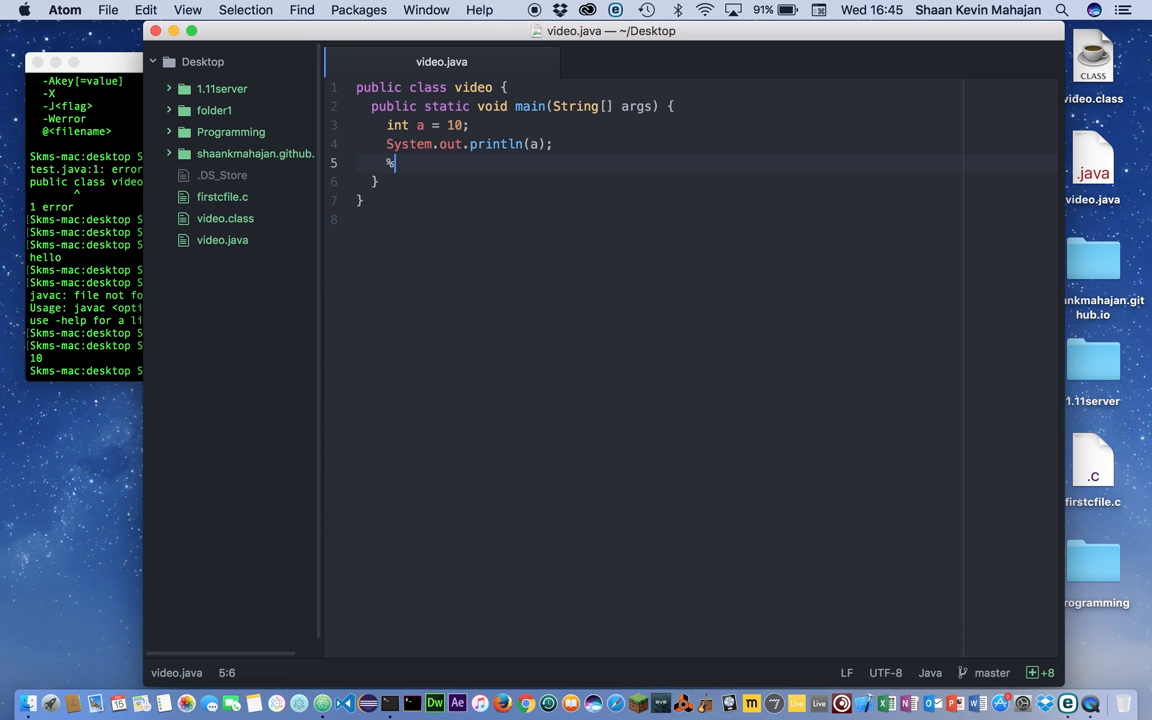 Atom File Edit View Selection Find Packages Window Help 91% Wed 16:45 Shaan Kevin Mahajan
video.java — ~/Desktop
-Akey[=value]
-X
-J<flag>
-Werror
@<filename>
Skms-mac:desktop S
test.java:1: error
public class video
^
1 error
[Skms-mac:desktop S
[Skms-mac:desktop S
[Skms-mac:desktop S
hello
[Skms-mac:desktop S
[Skms-mac:desktop S
javac: file not fo
Usage: javac <opti
use -help for a li
[Skms-mac:desktop S
[Skms-mac:desktop S
10
Skms-mac:desktop S
Desktop
1.11server
folder1
Programming
shaankmahajan.github.
.DS_Store
firstcfile.c
video.class
video.java
video.java
1 public class video {
2 public static void main(String[] args) {
3 int a = 10;
4 System.out.println(a);
5 %
6 }
7 }
8
CLASS
video.class
.java
video.java
ankmahajan.git
hub.io
1.11server
.C
firstcfile.c
rogramming
video.java 5:6 LF UTF-8 Java master +8
15 Dw Ae Live Live